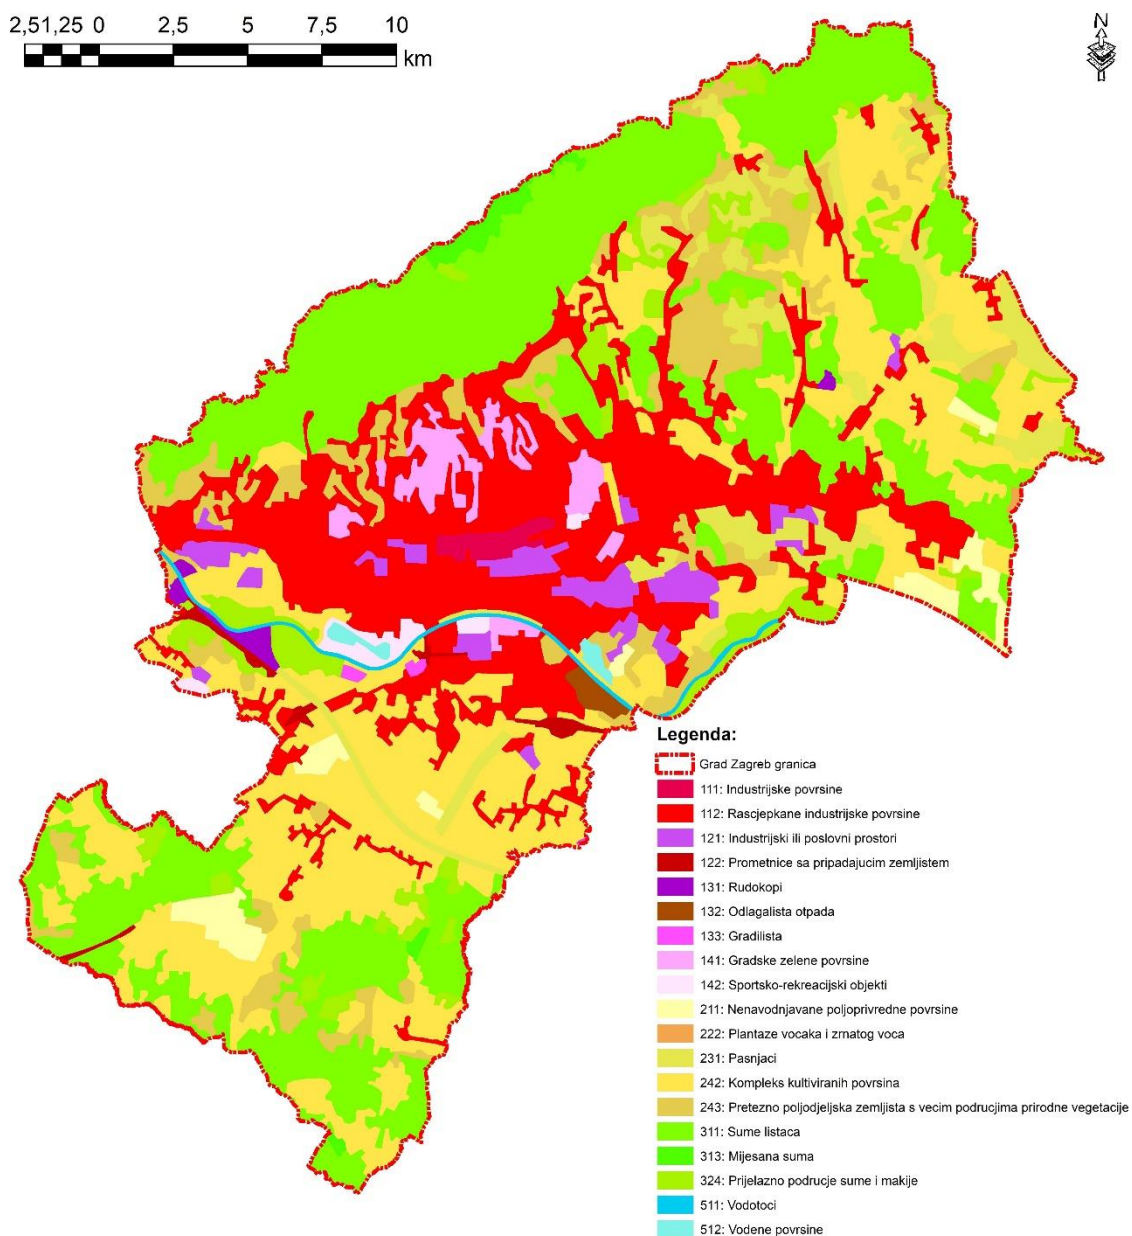 2,51,25 0 2,5 5 7,5 10
km
N
Legenda:
Grad Zagreb granica
111: Industrijske povrsine
112: Rascjepkane industrijske povrsine
121: Industrijski ili poslovni prostori
122: Prometnice sa pripadajucim zemljistem
131: Rudokopi
132: Odlagalista otpada
133: Gradilista
141: Gradske zelene povrsine
142: Sportsko-rekreacijski objekti
211: Nenavodnjavane poljoprivredne povrsine
222: Plantaze vocaka i zrnatog voca
231: Pasnjaci
242: Kompleks kultiviranih povrsina
243: Pretezno poljodjeljska zemljista s vecim podrucjima prirodne vegetacije
311: Sume listaca
313: Mijesana suma
324: Prijelazno podrucje sume i makije
511: Vodotoci
512: Vodene povrsine